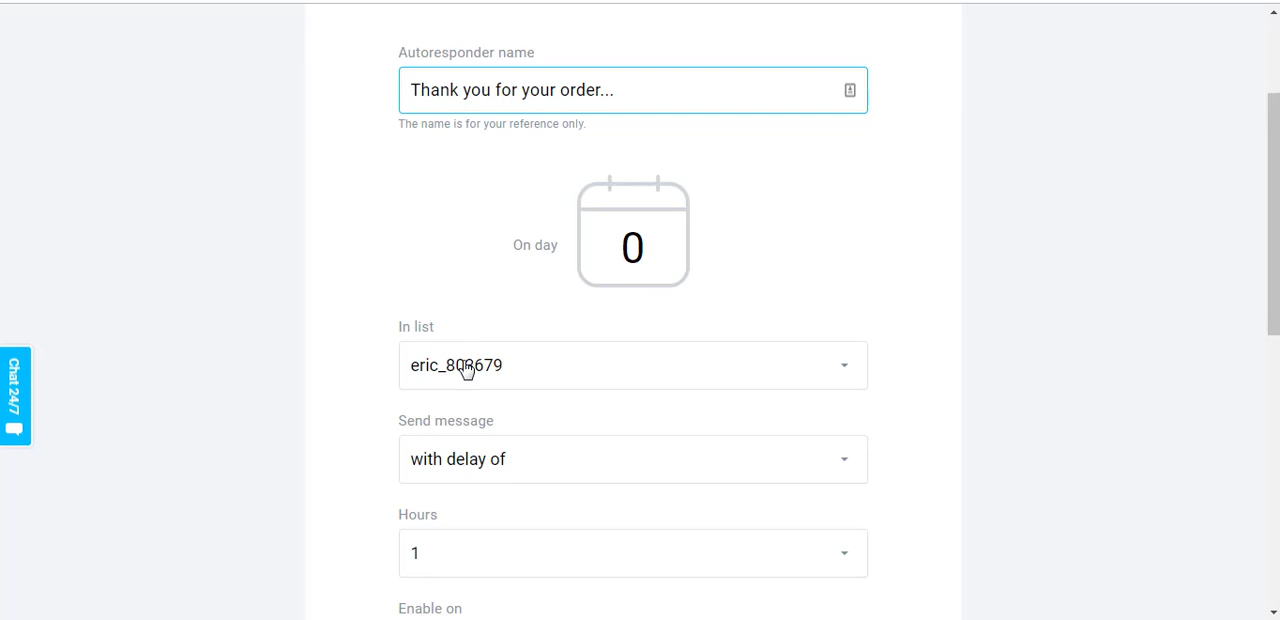 Autoresponder name
Thank you for your order...
The name is for your reference only.
On day
0
In list
eric_808679
Send message
with delay of
Hours
1
Enable on
Chat 24/7